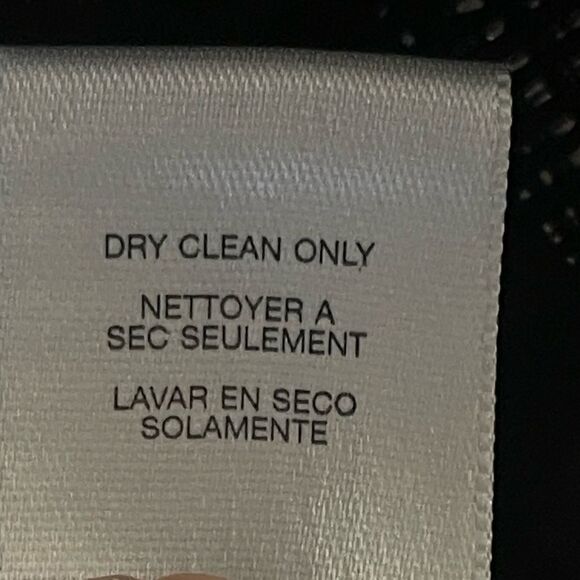 DRY CLEAN ONLY
NETTOYER A
SEC SEULEMENT
LAVAR EN SECO
SOLAMENTE